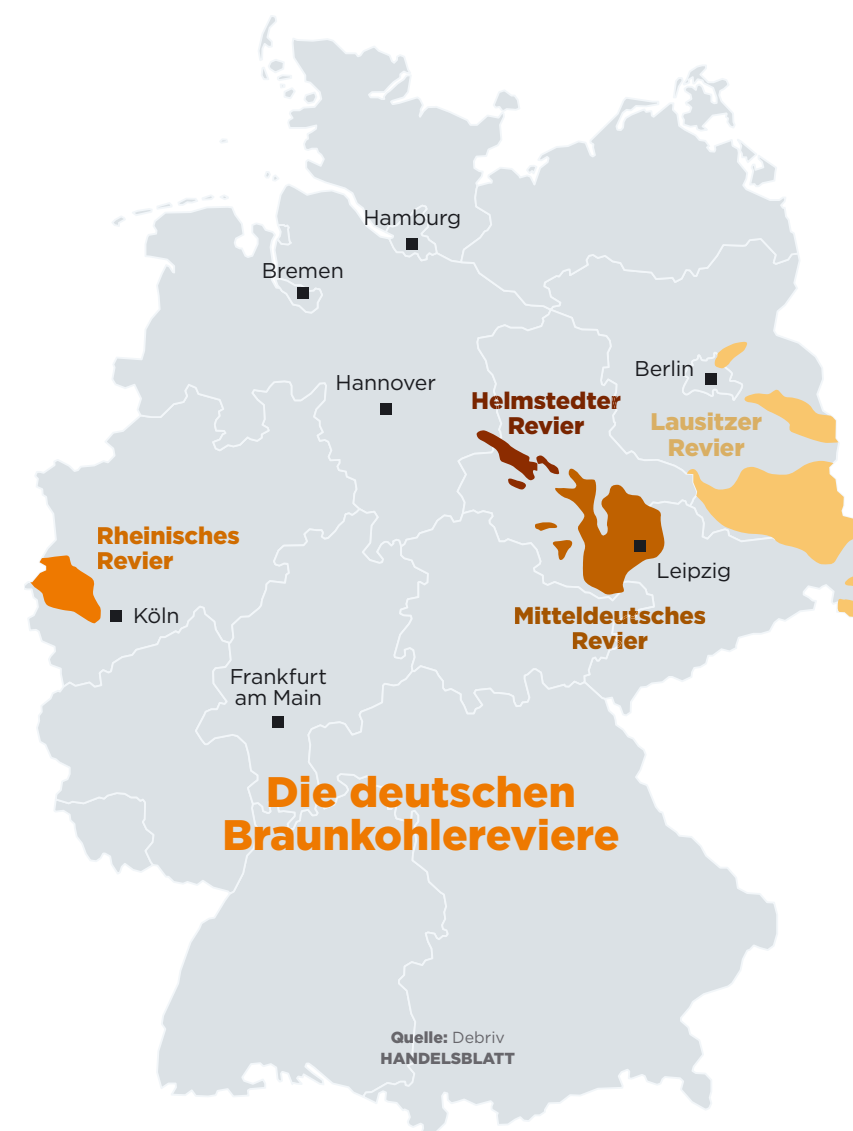 Hamburg
Bremen
Berlin
Hannover
Helmstedter
Revier
Lausitzer
Revier
Rheinisches
Revier
Leipzig
Köln
Mitteldeutsches
Revier
Frankfurt
am Main
Die deutschen
Braunkohlereviere
Quelle: Debriv
HANDELSBLATT